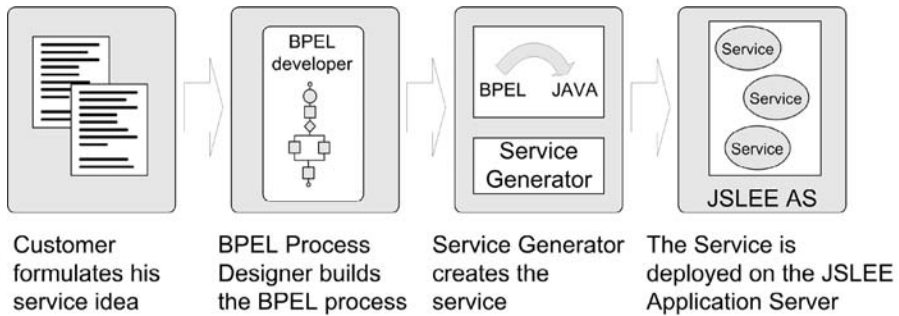 BPEL
developer
BPEL JAVA
Service
Generator
Service
Service
Service
JSLEE AS
Customer
formulates his
service idea
BPEL Process
Designer builds
the BPEL process
Service Generator
creates the
service
The Service is
deployed on the JSLEE
Application Server